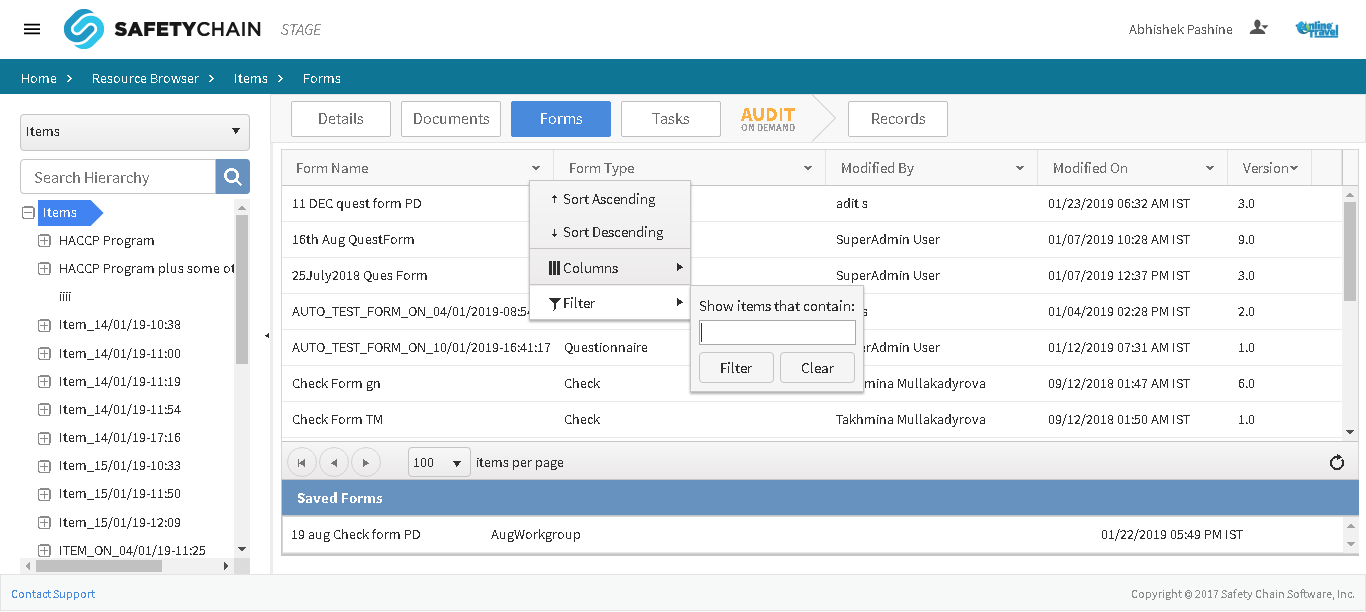 SAFETYCHAIN STAGE
Abhishek Pashine
Online Travel
Home > Resource Browser > Items > Forms
Items
Search Hierarchy
Items
HACCP Program
HACCP Program plus some ot
iiii
Item_14/01/19-10:38
Item_14/01/19-11:00
Item_14/01/19-11:19
Item_14/01/19-11:54
Item_14/01/19-17:16
Item_15/01/19-10:33
Item_15/01/19-11:50
Item_15/01/19-12:09
ITEM_ON_04/01/19-11:25
Details Documents Forms Tasks AUDIT ON DEMAND Records
Form Name Form Type Modified By Modified On Version
11 DEC quest form PD adit s 01/23/2019 06:32 AM IST 3.0
16th Aug QuestForm SuperAdmin User 01/07/2019 10:28 AM IST 9.0
25July2018 Ques Form SuperAdmin User 01/07/2019 12:37 PM IST 3.0
AUTO_TEST_FORM_ON_04/01/2019-08:54 s 01/04/2019 02:28 PM IST 2.0
AUTO_TEST_FORM_ON_10/01/2019-16:41:17 Questionnaire erAdmin User 01/12/2019 07:31 AM IST 1.0
Check Form gn Check hmina Mullakadyrova 09/12/2018 01:47 AM IST 6.0
Check Form TM Check Takhmina Mullakadyrova 09/12/2018 01:50 AM IST 1.0
Sort Ascending
Sort Descending
Columns
Filter
Show items that contain:
Filter Clear
100 items per page
Saved Forms
19 aug Check form PD AugWorkgroup 01/22/2019 05:49 PM IST
Contact Support
Copyright © 2017 Safety Chain Software, Inc.